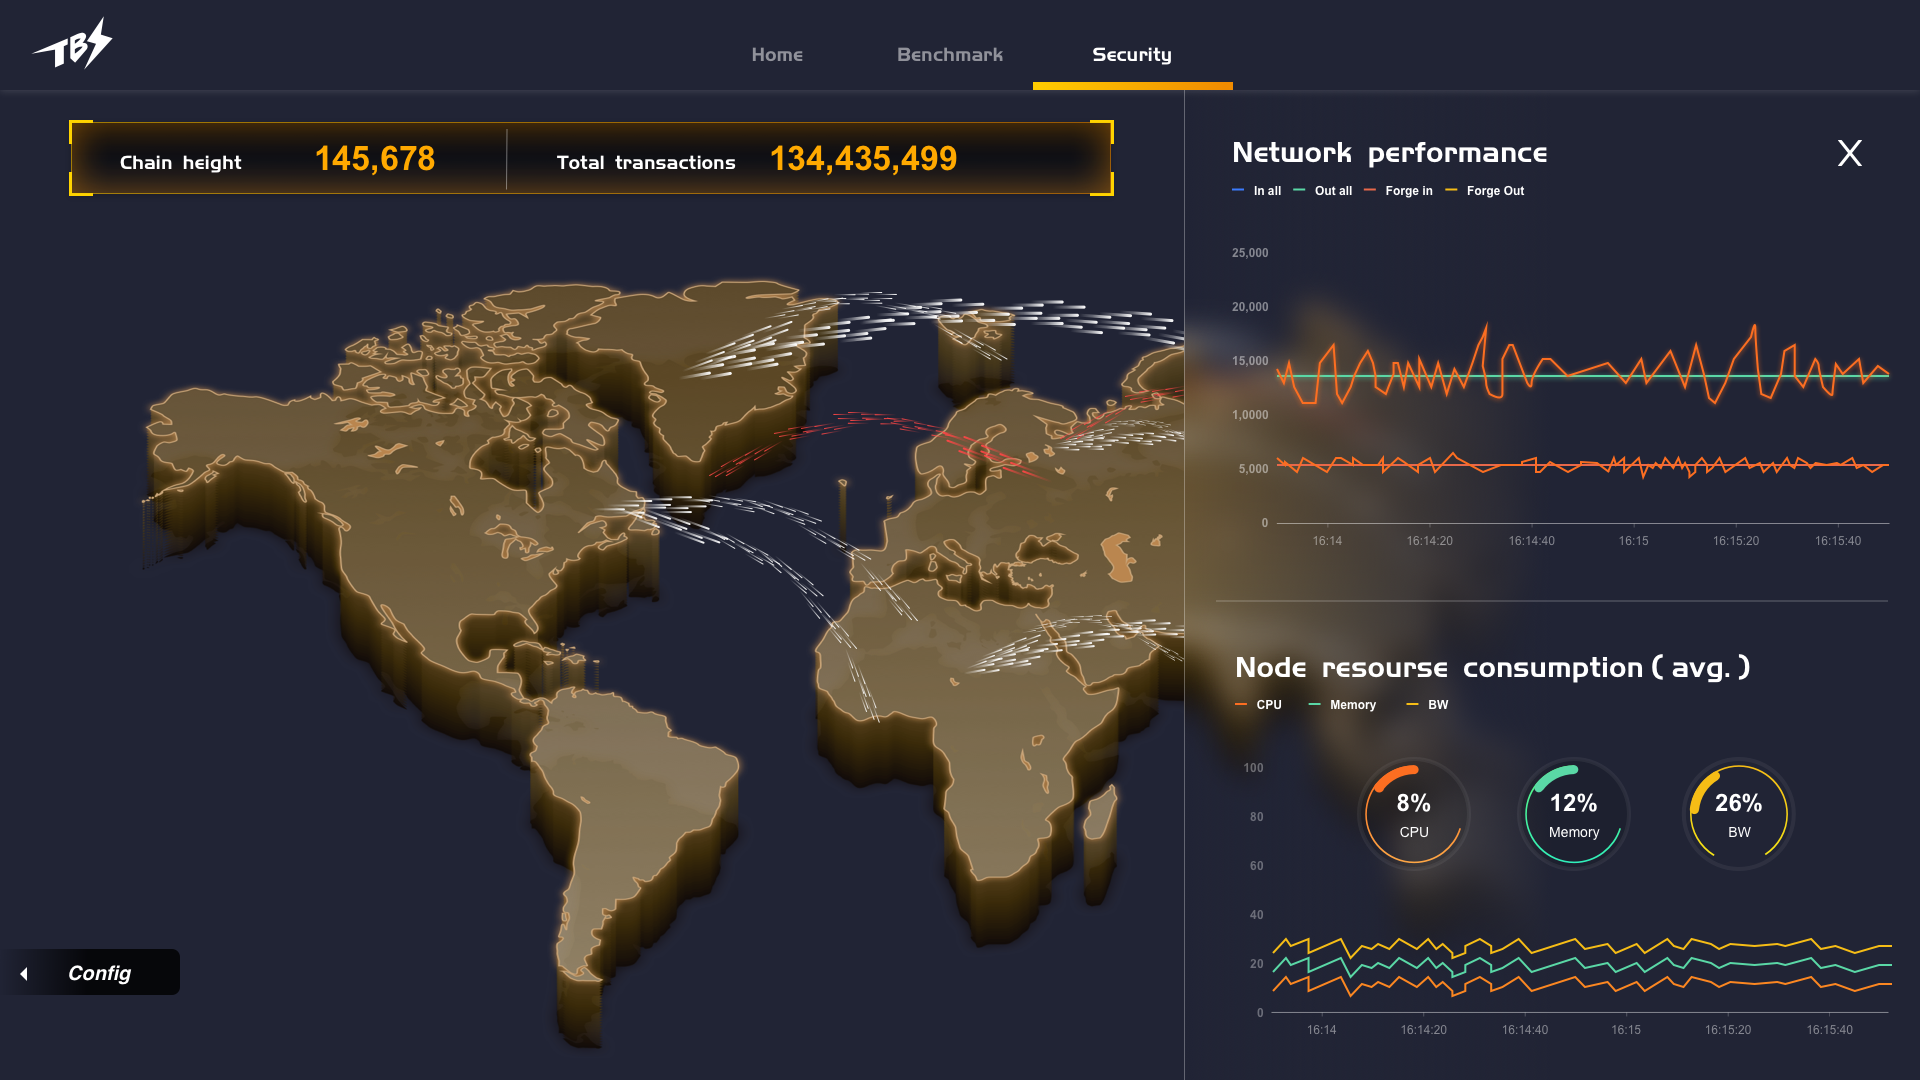 TBS
Home
Benchmark
Security
Chain height
145,678
Total transactions
134,435,499
Network performance
X
In all
Out all
Forge in
Forge Out
25,000
20,000
15,000
1,0000
5,000
0
16:14
16:14:20
16:14:40
16:15
16:15:20
16:15:40
Node resourse consumption ( avg. )
CPU
Memory
BW
100
80
60
40
20
0
8%
CPU
12%
Memory
26%
BW
16:14
16:14:20
16:14:40
16:15
16:15:20
16:15:40
Config